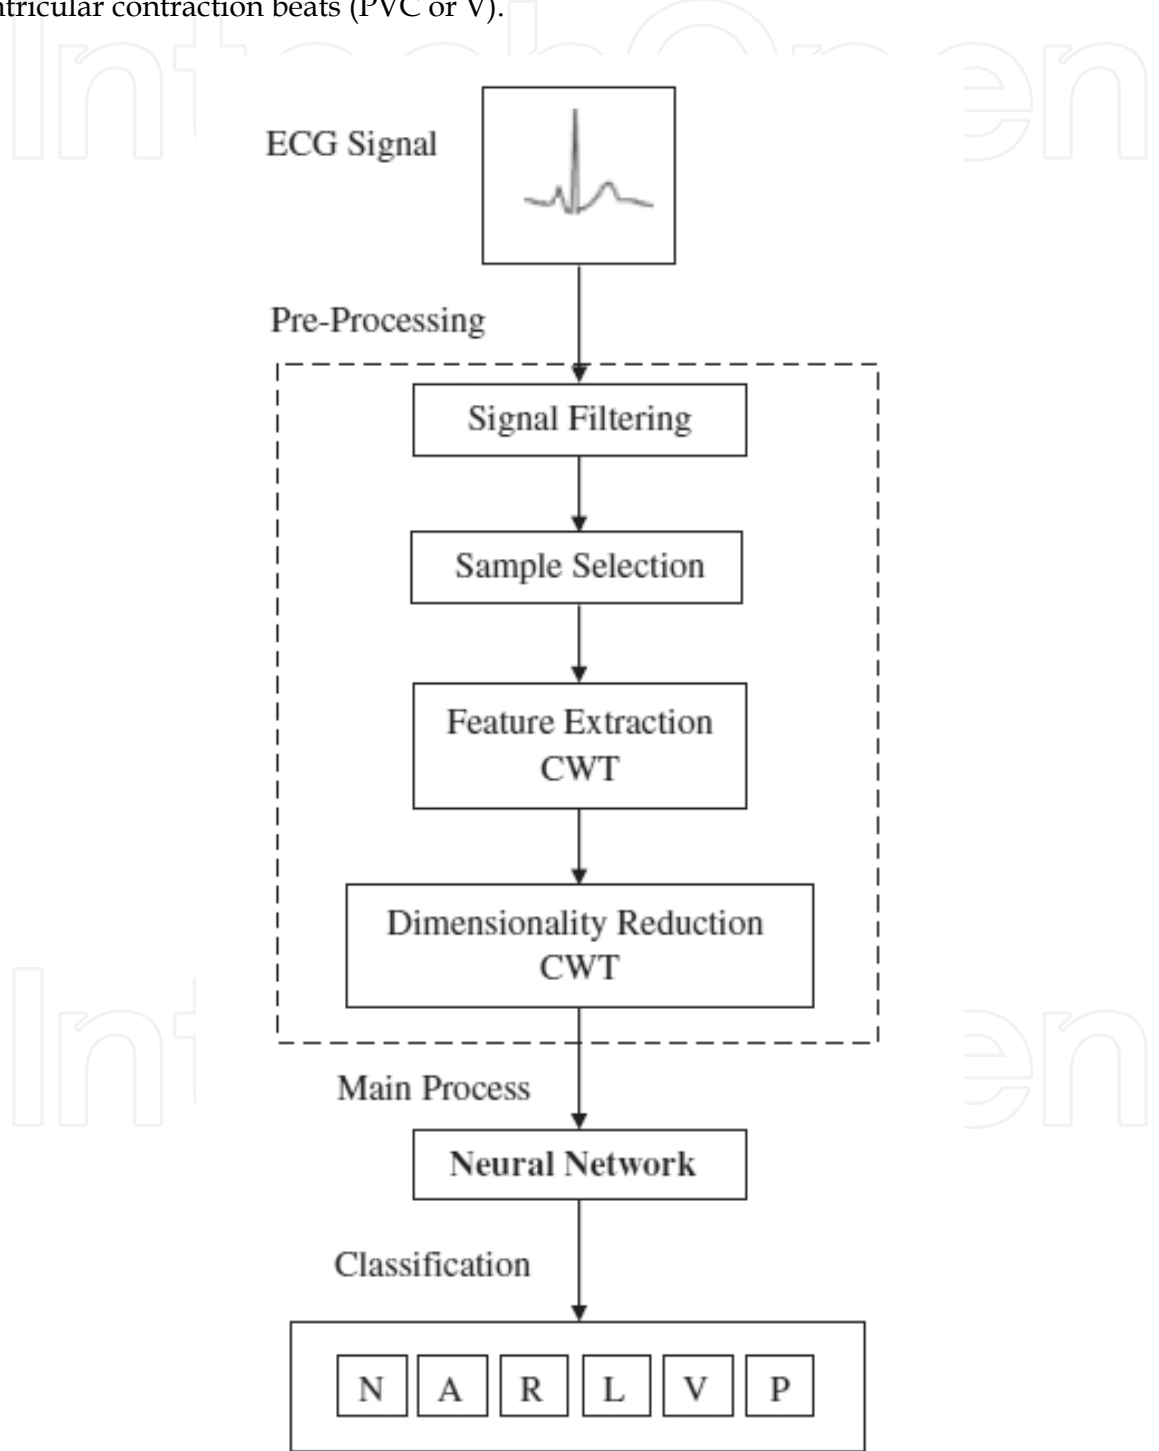 ntricular contraction beats (PVC or V).
ECG Signal
Pre-Processing
Signal Filtering
Sample Selection
Feature Extraction
CWT
Dimensionality Reduction
CWT
Main Process
Neural Network
Classification
N A R L V P